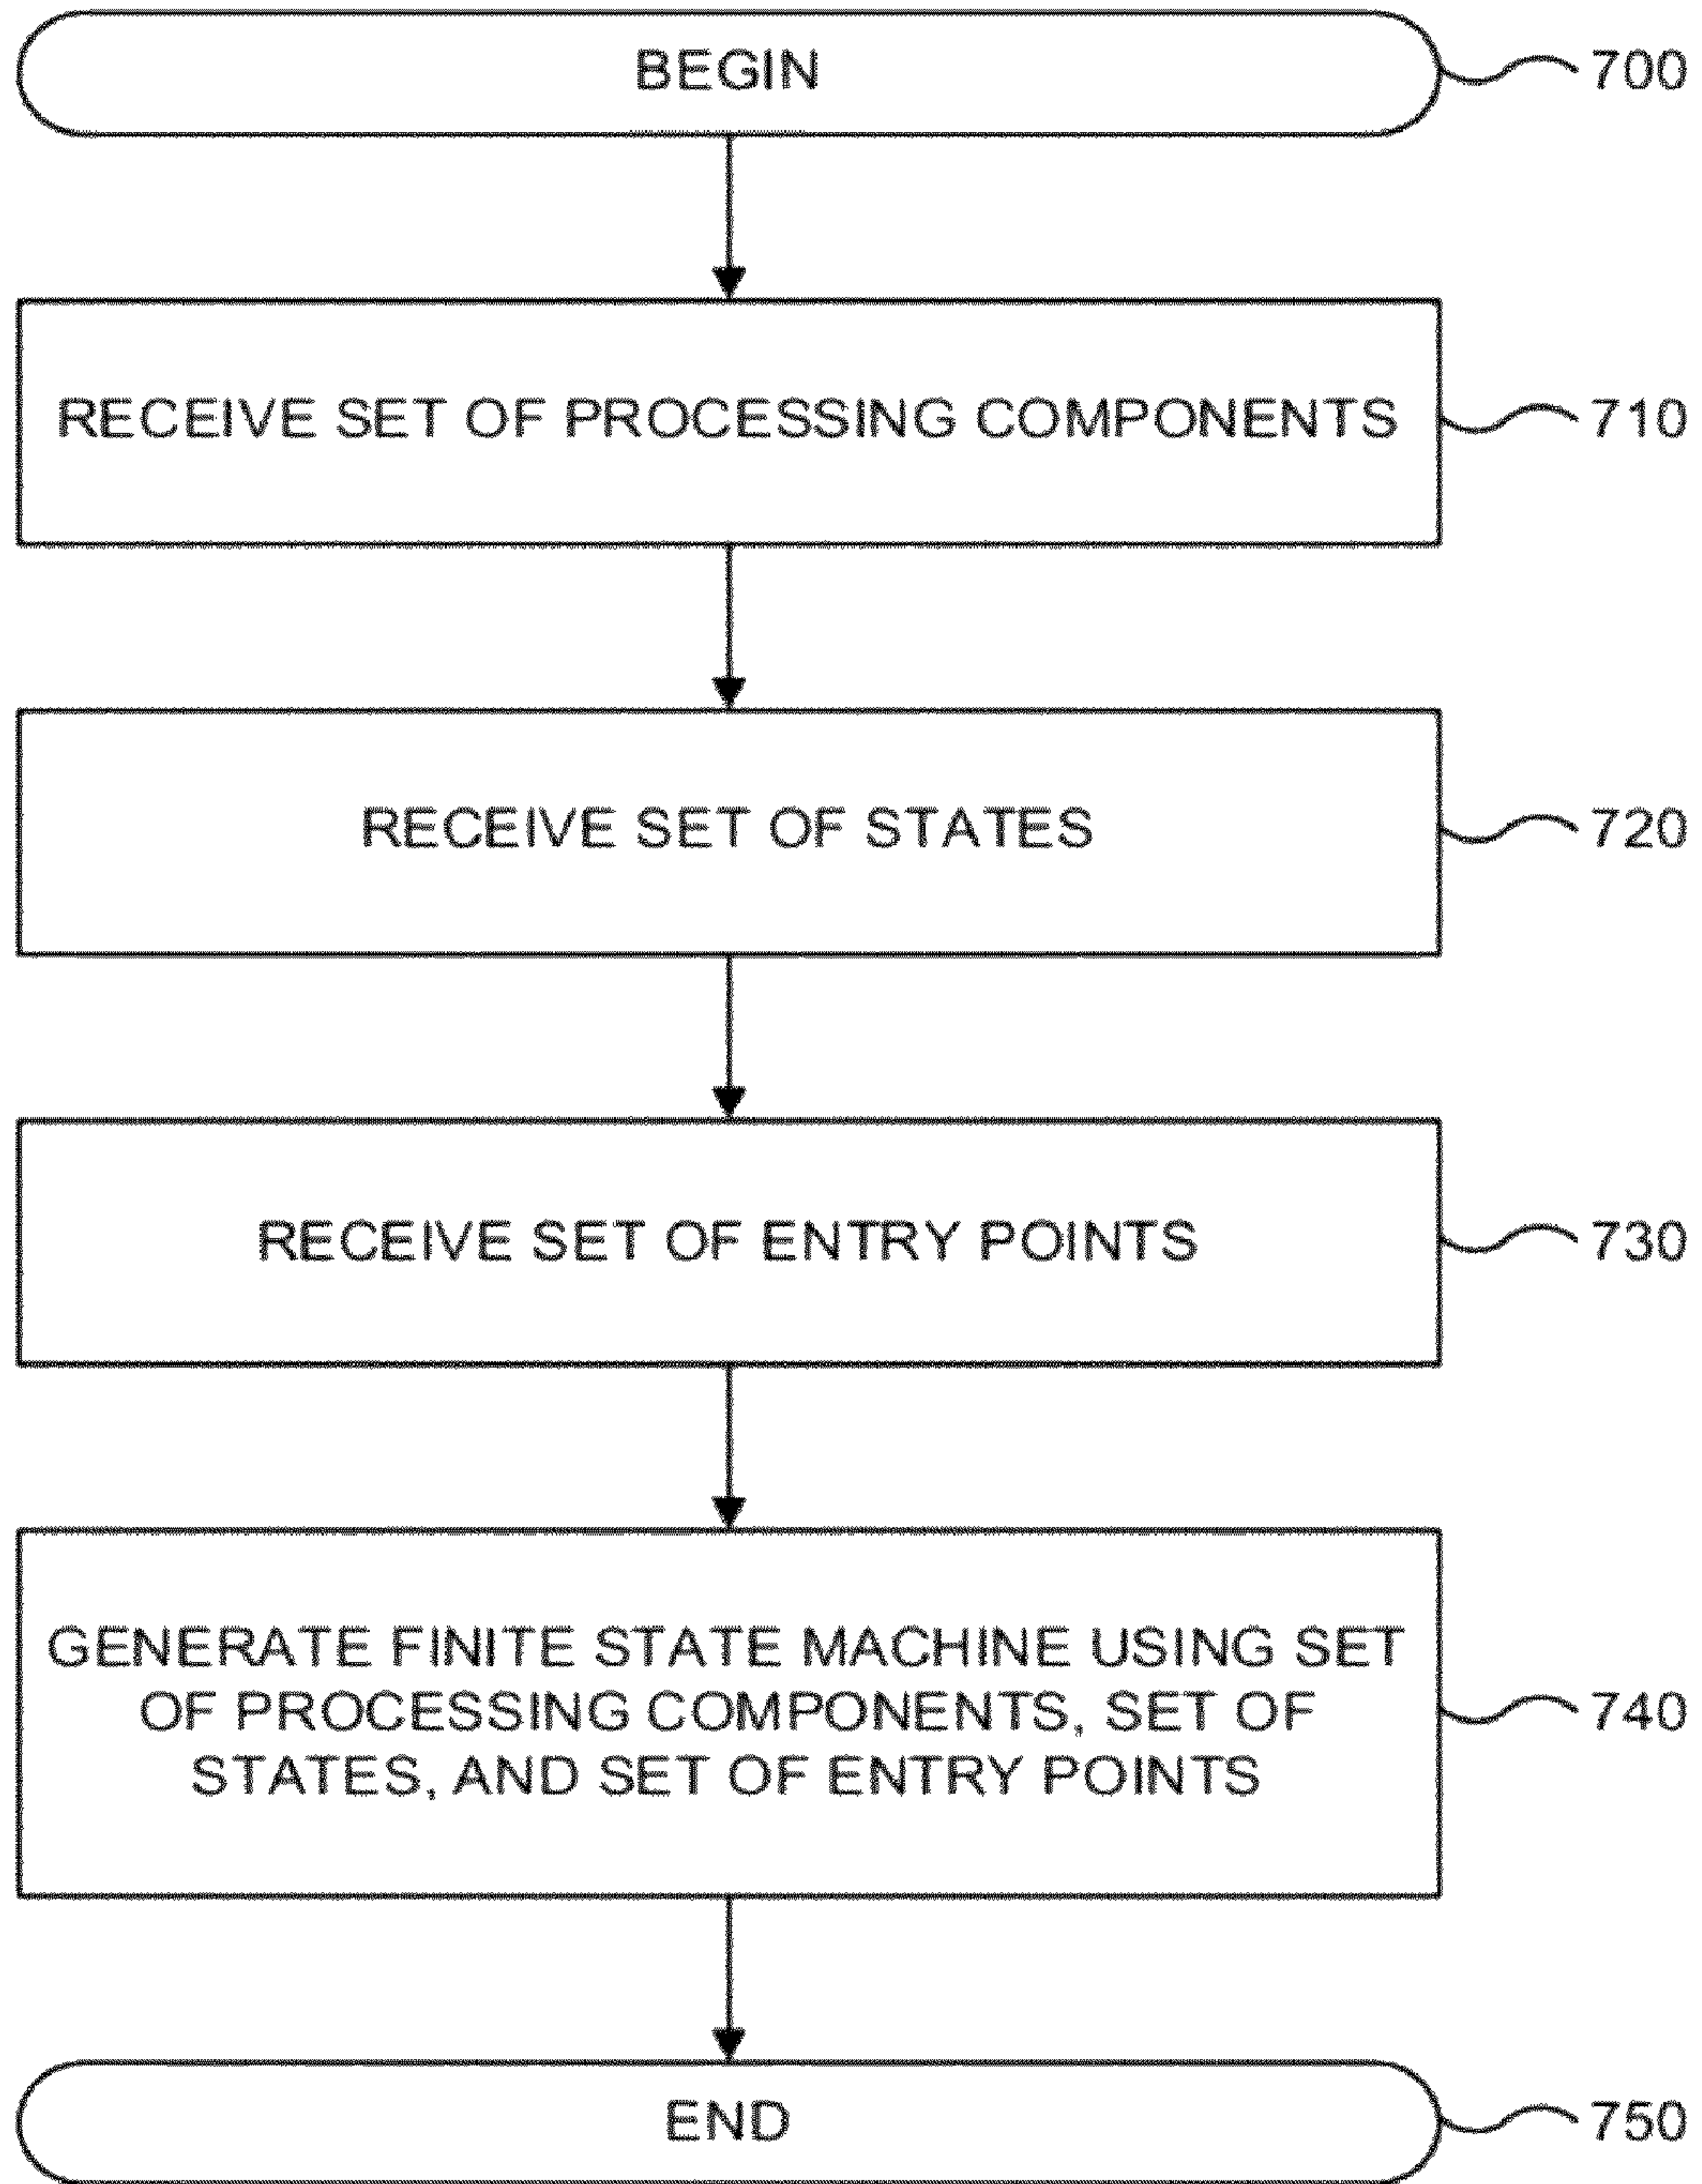 BEGIN
700
RECEIVE SET OF PROCESSING COMPONENTS
710
RECEIVE SET OF STATES
720
RECEIVE SET OF ENTRY POINTS
730
GENERATE FINITE STATE MACHINE USING SET
OF PROCESSING COMPONENTS, SET OF
STATES, AND SET OF ENTRY POINTS
740
END
750